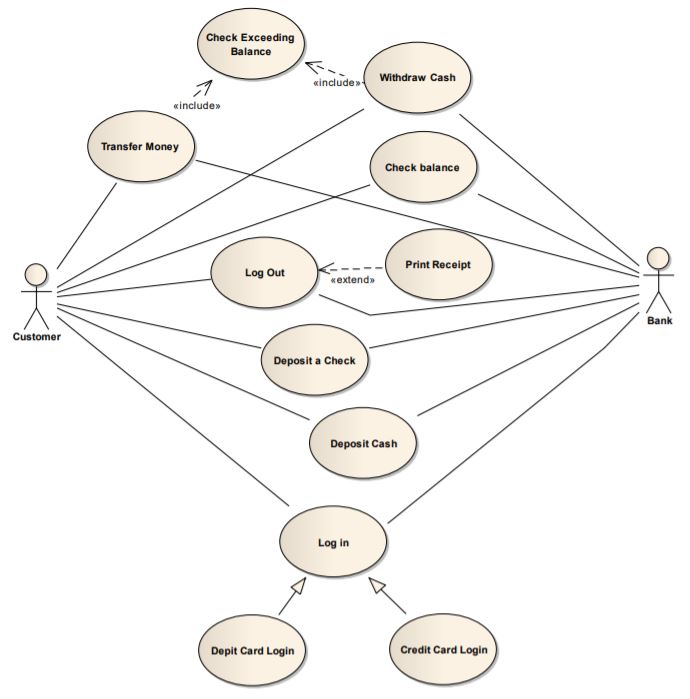 Check Exceeding
Balance
Withdraw Cash
«include»
«include»
Transfer Money
Check balance
Log Out
Print Receipt
«extend»
Customer
Bank
Deposit a Check
Deposit Cash
Log in
Depit Card Login
Credit Card Login